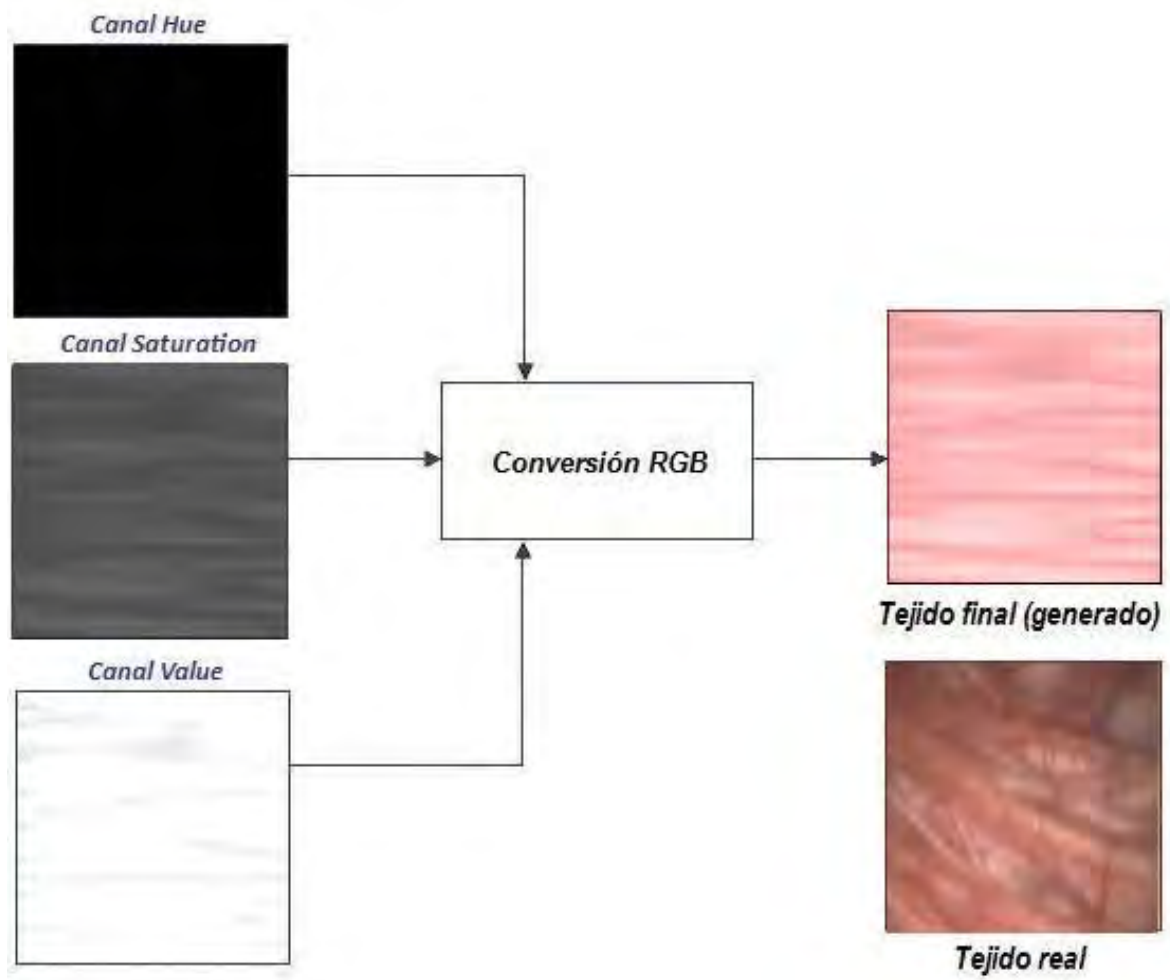 Canal Hue
Canal Saturation
Conversión RGB
Tejido final (generado)
Canal Value
Tejido real